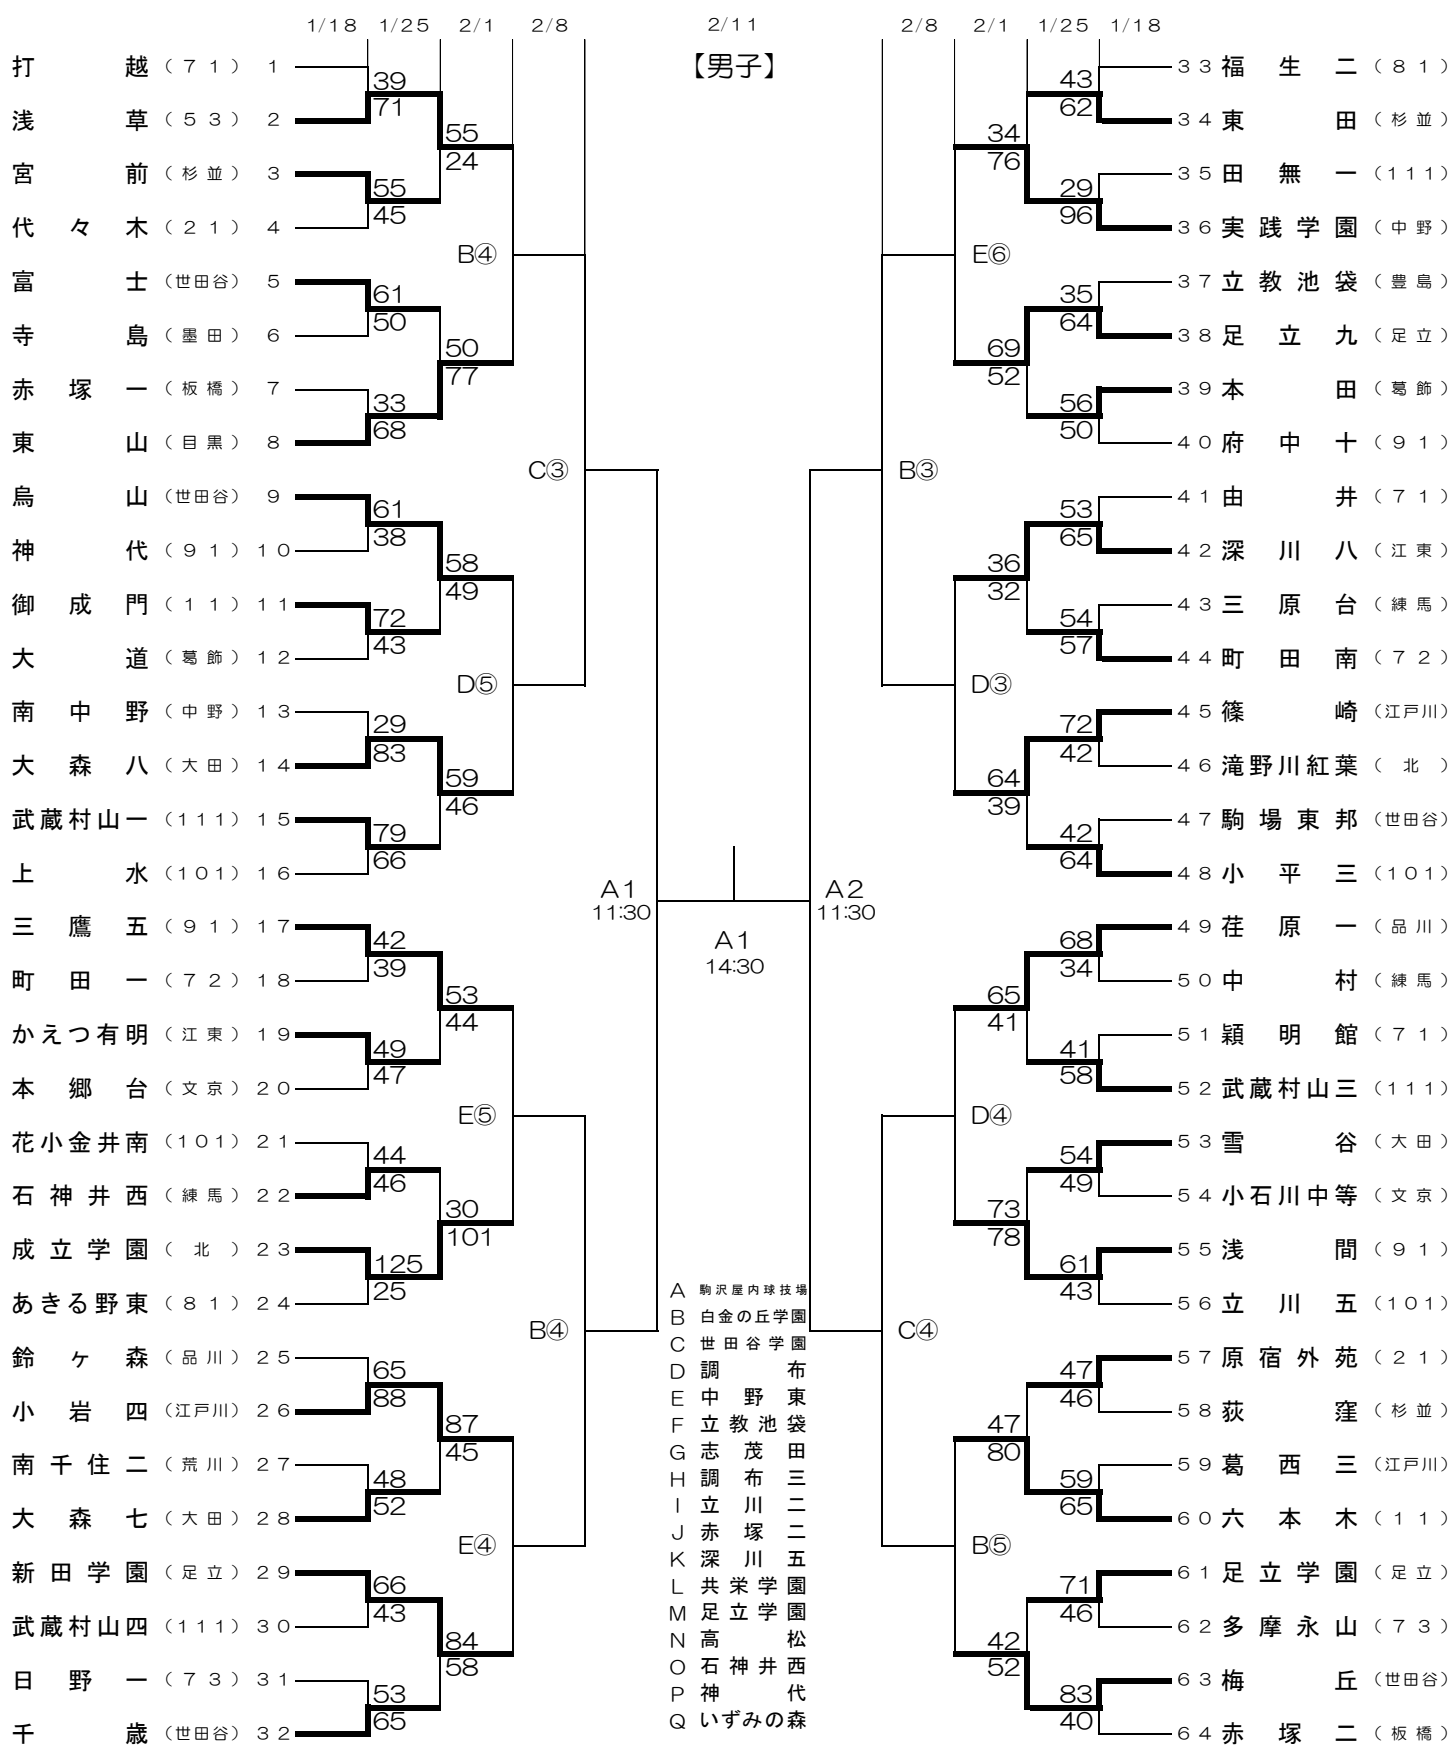 1/18 1/25 2/1 2/8 2/11 2/8 2/1 1/25 1/18
【男子】
打越 （71） 1
浅草 （53） 2
宮前 （杉並） 3
代々木 （21） 4
富士 （世田谷） 5
寺島 （墨田） 6
赤塚一 （板橋） 7
東山 （目黒） 8
烏山 （世田谷） 9
神代 （91） 10
御成門 （11） 11
大道 （葛飾） 12
南中野 （中野） 13
大森八 （大田） 14
武蔵村山一 （111） 15
上水 （101） 16
三鷹五 （91） 17
町田一 （72） 18
かえつ有明 （江東） 19
本郷台 （文京） 20
花小金井南 （101） 21
石神井西 （練馬） 22
成立学園 （北） 23
あきる野東 （81） 24
鈴ヶ森 （品川） 25
小岩四 （江戸川） 26
南千住二 （荒川） 27
大森七 （大田） 28
新田学園 （足立） 29
武蔵村山四 （111） 30
日野一 （73） 31
千歳 （世田谷） 32
39
71
55
45
61
50
33
68
61
38
72
43
29
83
79
66
42
39
49
47
44
46
125
25
65
88
48
52
66
43
53
65
55
24
50
77
58
49
59
46
53
44
30
101
87
45
84
58
B④
D⑤
E⑤
E④
C③
B④
A1
11:30
A1
14:30
A2
11:30
A 駒沢屋内球技場
B 白金の丘学園
C 世田谷学園
D 調布
E 中野東
F 立教池袋
G 志茂田
H 調布三
I 立川二
J 赤塚二
K 深川五
L 共栄学園
M 足立学園
N 高松
O 石神井西
P 神代
Q いずみの森
B③
C④
E⑥
D③
D④
B⑤
34
76
69
52
36
32
64
39
65
41
73
78
47
80
42
52
43
62
29
96
35
64
56
50
53
65
54
57
72
42
42
64
68
34
41
58
54
49
61
43
47
46
59
65
71
46
83
40
33 福生二 （81）
34 東田 （杉並）
35 田無一 （111）
36 実践学園 （中野）
37 立教池袋 （豊島）
38 足立九 （足立）
39 本田 （葛飾）
40 府中十 （91）
41 由井 （71）
42 深川八 （江東）
43 三原台 （練馬）
44 町田南 （72）
45 篠崎 （江戸川）
46 滝野川紅葉 （北）
47 駒場東邦 （世田谷）
48 小平三 （101）
49 荏原一 （品川）
50 中村 （練馬）
51 穎明館 （71）
52 武蔵村山三 （111）
53 雪谷 （大田）
54 小石川中等 （文京）
55 浅間 （91）
56 立川五 （101）
57 原宿外苑 （21）
58 荻窪 （杉並）
59 葛西三 （江戸川）
60 六本木 （11）
61 足立学園 （足立）
62 多摩永山 （73）
63 梅丘 （世田谷）
64 赤塚二 （板橋）